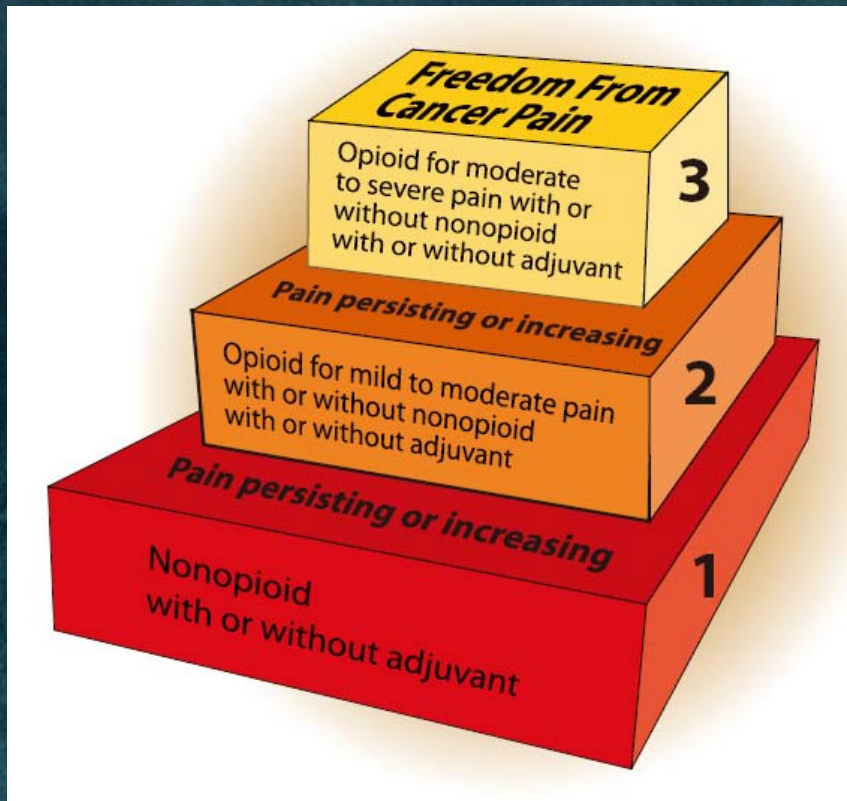 Freedom From
Cancer Pain
Opioid for moderate
to severe pain with or
without nonopioid
with or without adjuvant
3
Pain persisting or increasing
Opioid for mild to moderate pain
with or without nonopioid
with or without adjuvant
2
Pain persisting or increasing
Nonopioid
with or without adjuvant
1